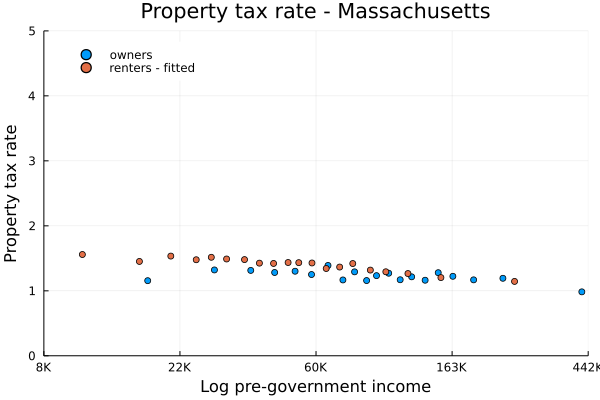 Property tax rate - Massachusetts
owners
renters - fitted
Property tax rate
5
4
3
2
1
0
8K 22K 60K 163K 442K
Log pre-government income